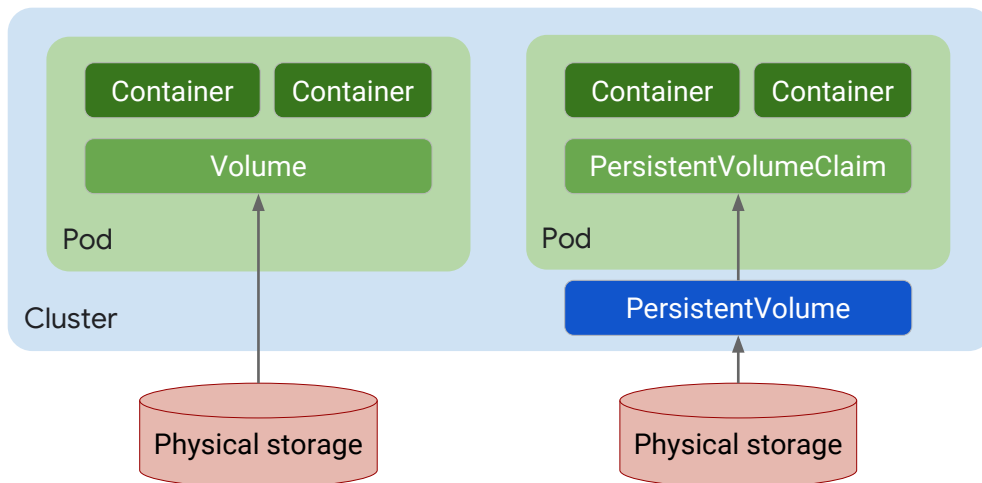 Container
Container
Volume
Pod
Container
Container
PersistentVolumeClaim
Pod
PersistentVolume
Cluster
Physical storage
Physical storage